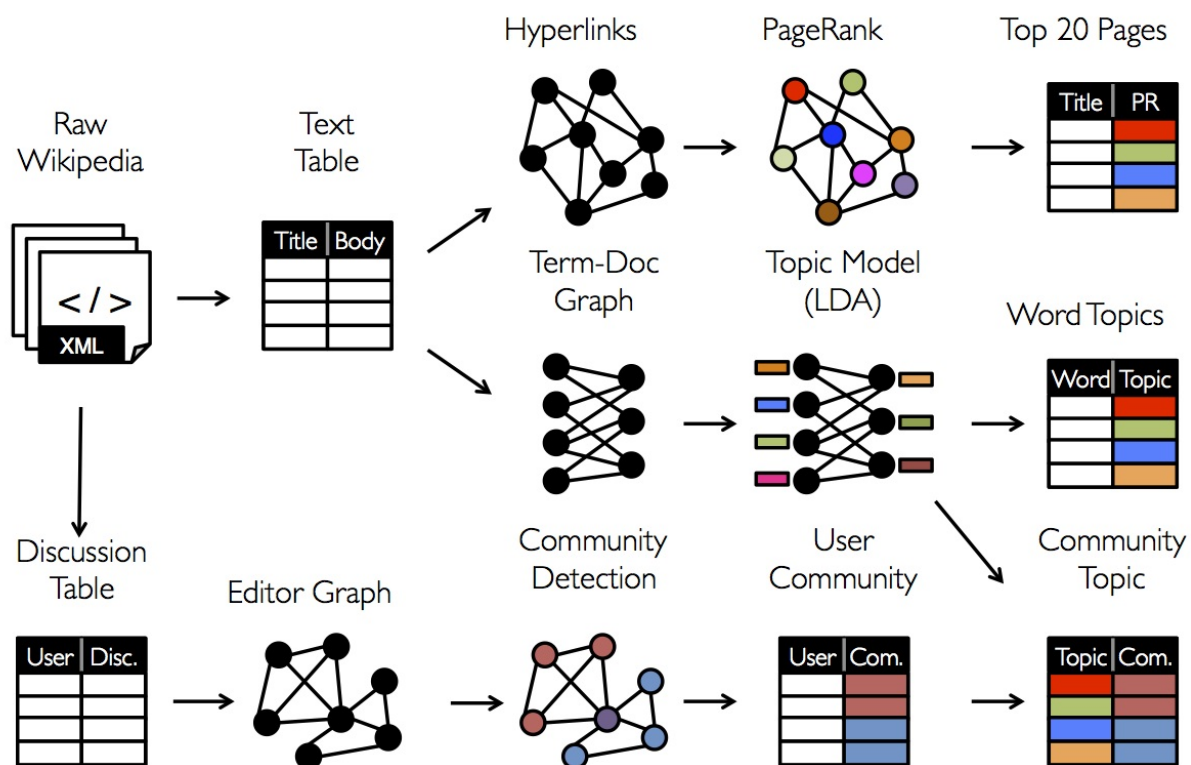 Hyperlinks
PageRank
Top 20 Pages
Raw
Wikipedia
Text
Table
Title PR
</>
XML
Title Body
Term-Doc
Graph
Topic Model
(LDA)
Word Topics
Word Topic
Discussion
Table
Editor Graph
Community
Detection
User
Community
Community
Topic
User Disc.
User Com.
Topic Com.